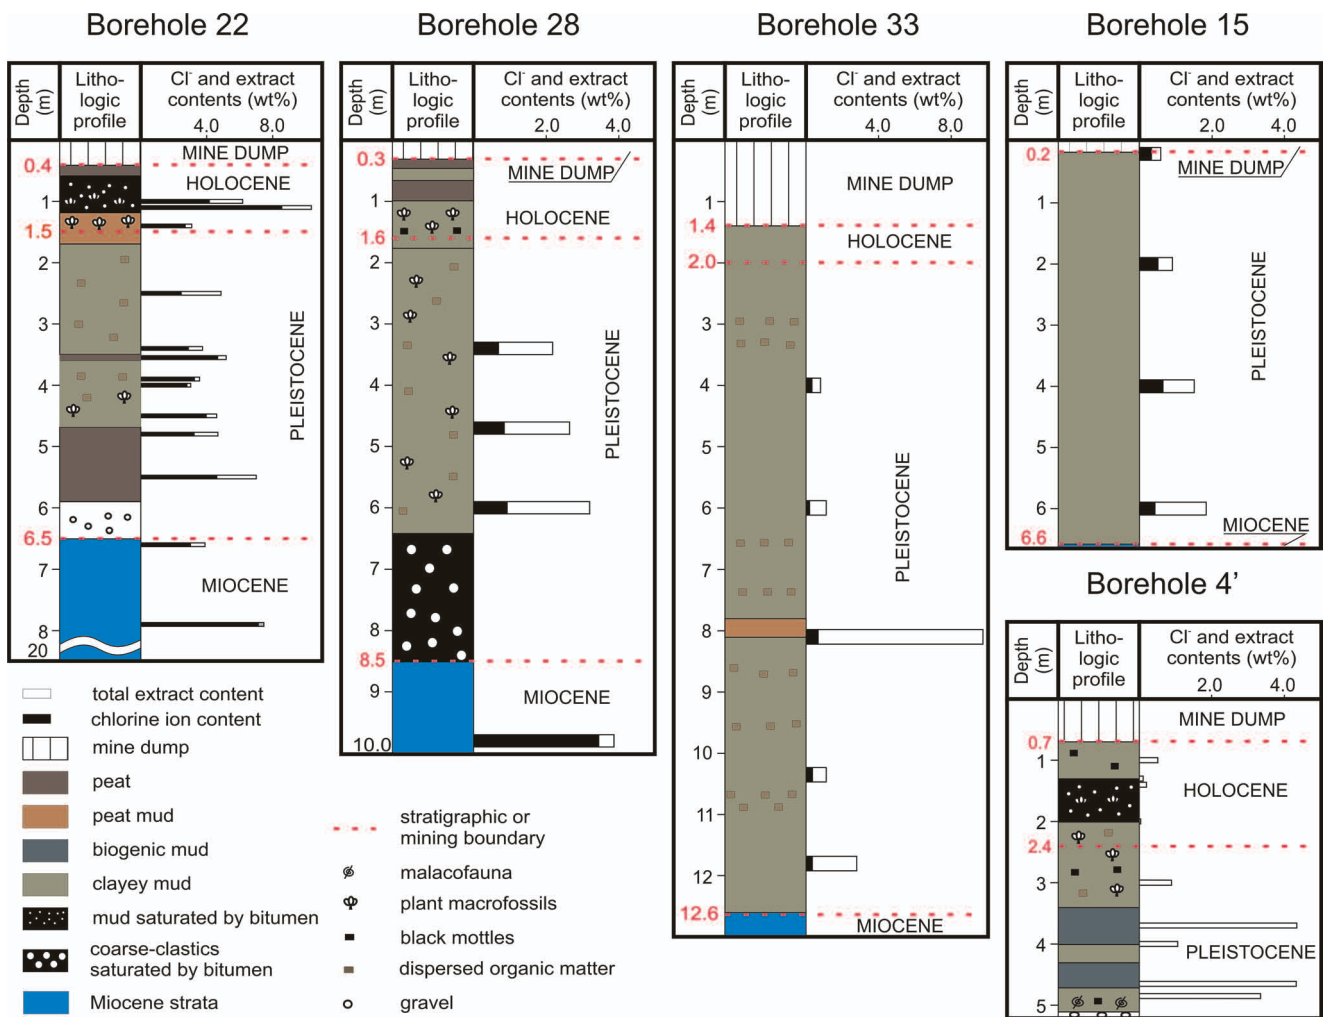 Borehole 22
Depth (m)
Litho-
logic
profile
Cl⁻ and extract
contents (wt%)
4.0 8.0
MINE DUMP
0.4
HOLOCENE
1
1.5
2
3
PLEISTOCENE
4
5
6
6.5
7
MIOCENE
8
20
Borehole 28
Depth (m)
Litho-
logic
profile
Cl⁻ and extract
contents (wt%)
2.0 4.0
0.3
MINE DUMP
1
HOLOCENE
1.6
2
3
PLEISTOCENE
4
5
6
7
8
8.5
9
MIOCENE
10.0
Borehole 33
Depth (m)
Litho-
logic
profile
Cl⁻ and extract
contents (wt%)
4.0 8.0
MINE DUMP
1
1.4
HOLOCENE
2.0
3
4
5
6
PLEISTOCENE
7
8
9
10
11
12
12.6
MIOCENE
Borehole 15
Depth (m)
Litho-
logic
profile
Cl⁻ and extract
contents (wt%)
2.0 4.0
0.2
MINE DUMP
1
2
PLEISTOCENE
3
4
5
6
MIOCENE
6.6
Borehole 4’
Depth (m)
Litho-
logic
profile
Cl⁻ and extract
contents (wt%)
2.0 4.0
MINE DUMP
0.7
1
HOLOCENE
2
2.4
3
4
PLEISTOCENE
5
total extract content
chlorine ion content
mine dump
peat
peat mud
biogenic mud
clayey mud
mud saturated by bitumen
coarse-clastics
saturated by bitumen
Miocene strata
stratigraphic or
mining boundary
malacofauna
plant macrofossils
black mottles
dispersed organic matter
gravel